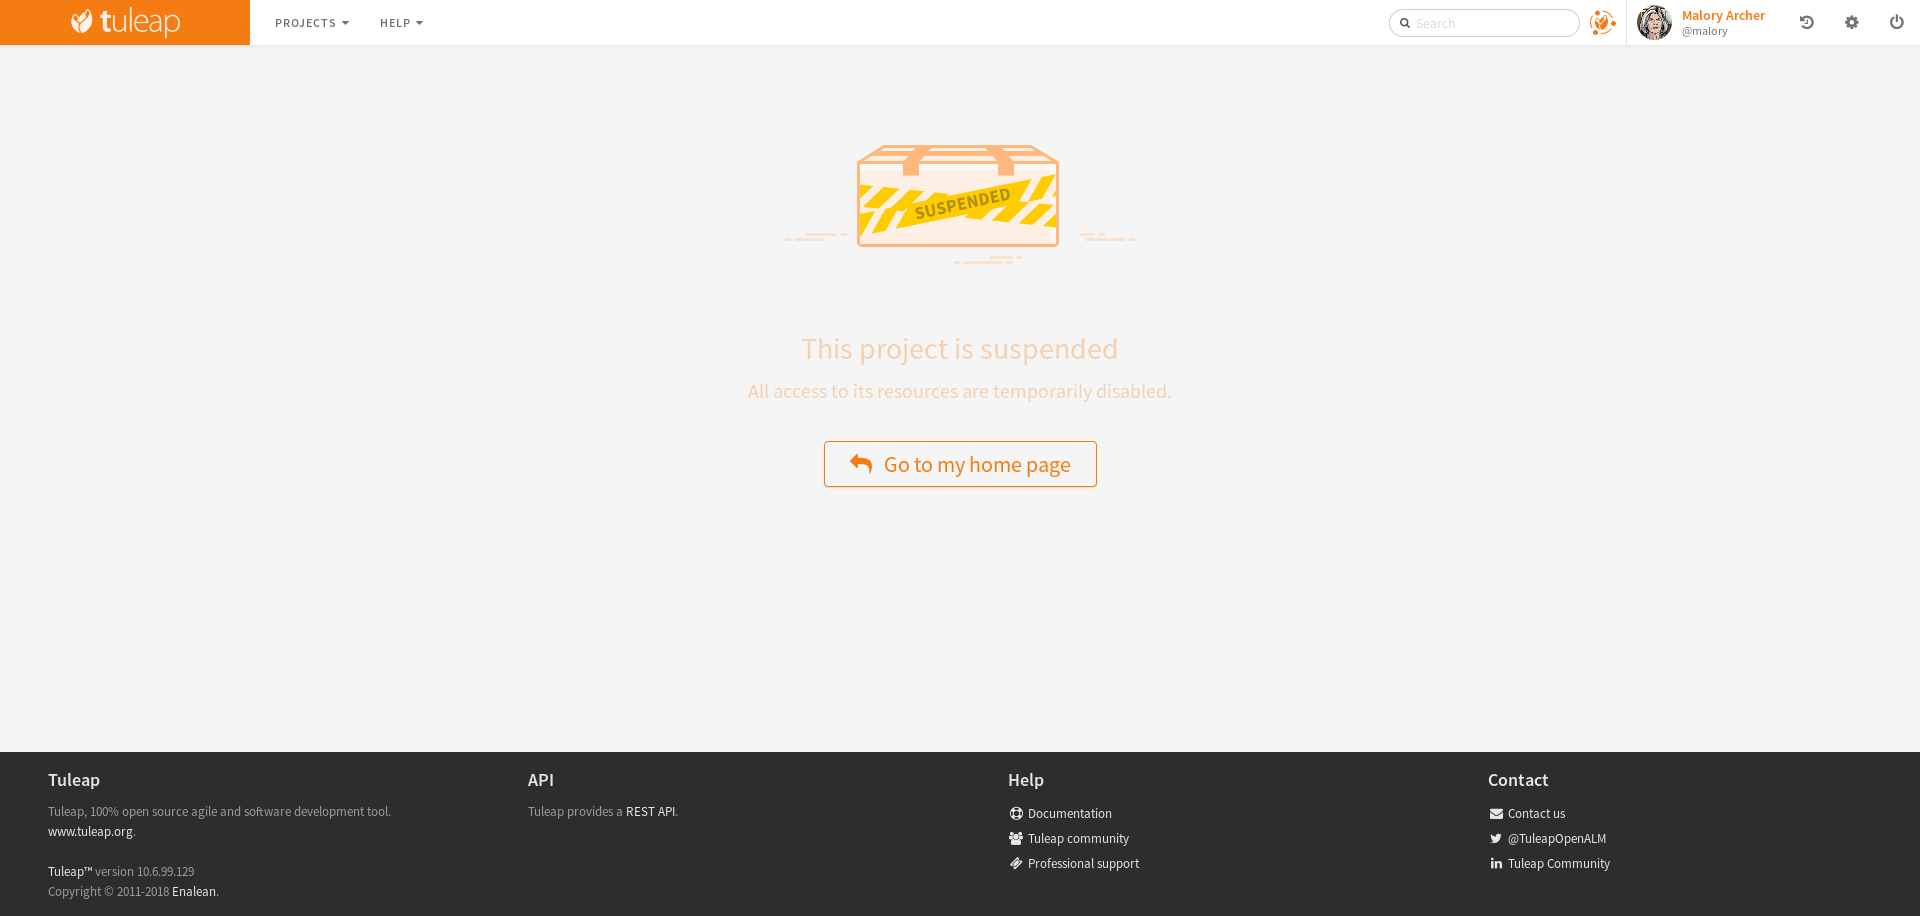 tuleap
PROJECTS
HELP
Search
Malory Archer
@malory
SUSPENDED
This project is suspended
All access to its resources are temporarily disabled.
Go to my home page
Tuleap
Tuleap, 100% open source agile and software development tool.
www.tuleap.org.
Tuleap™ version 10.6.99.129
Copyright © 2011-2018 Enalean.
API
Tuleap provides a REST API.
Help
Documentation
Tuleap community
Professional support
Contact
Contact us
@TuleapOpenALM
Tuleap Community